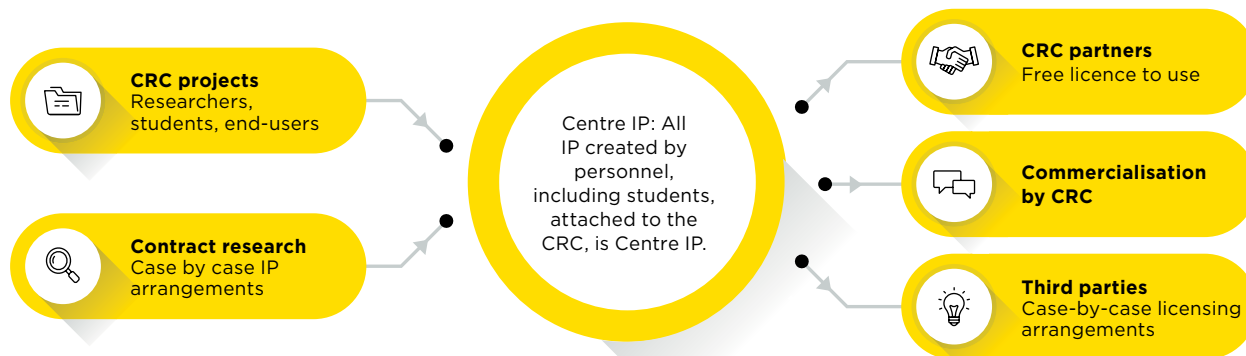 CRC projects
Researchers,
students, end-users
Contract research
Case by case IP
arrangements
Centre IP: All
IP created by
personnel,
including students,
attached to the
CRC, is Centre IP.
CRC partners
Free licence to use
Commercialisation
by CRC
Third parties
Case-by-case licensing
arrangements